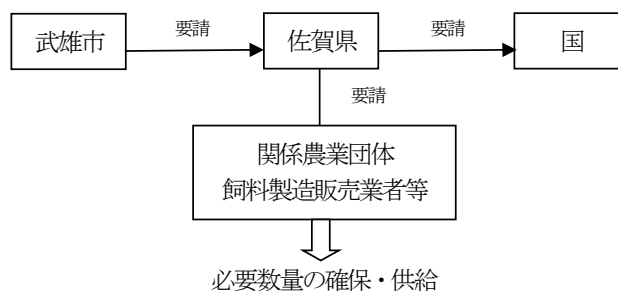 武雄市
要請
佐賀県
要請
国
要請
関係農業団体
飼料製造販売業者等
必要数量の確保・供給